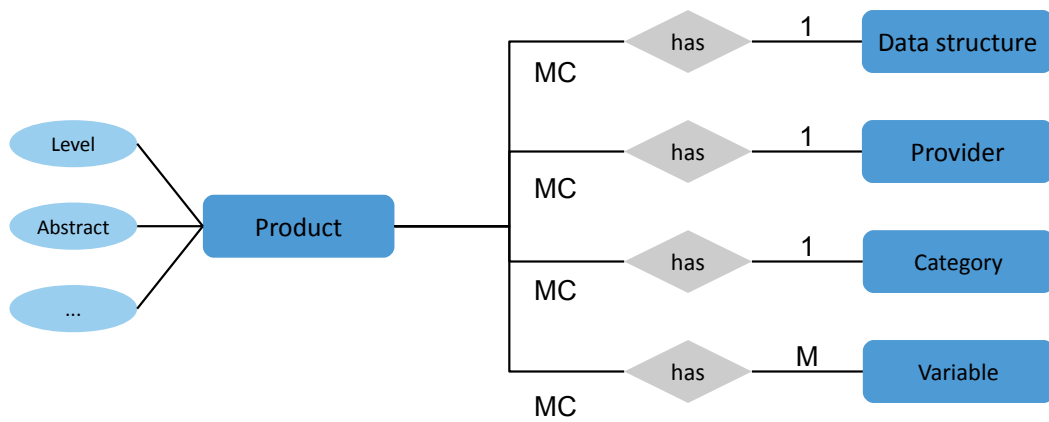 has
1
Data structure
MC
Level
has
1
Provider
MC
Abstract
Product
has
1
Category
MC
...
has
M
Variable
MC